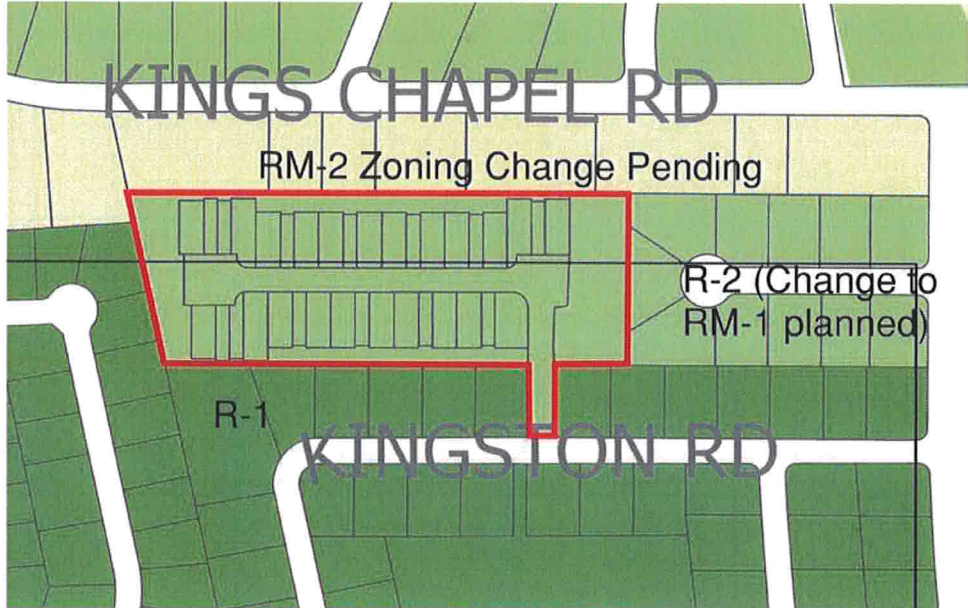 KINGS CHAPEL RD
RM-2 Zoning Change Pending
R-2 (Change to
RM-1 planned)
R-1
KINGSTON RD